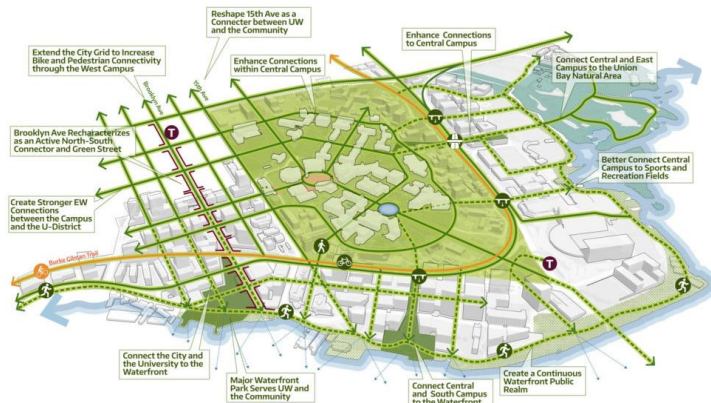 Reshape 15th Ave as a
Connecter between UW
and the Community
Extend the City Grid to Increase
Bike and Pedestrian Connectivity
through the West Campus
Enhance Connections
within Central Campus
Enhance Connections
to Central Campus
Connect Central and East
Campus to the Union
Bay Natural Area
Brooklyn Ave
15th Ave
T
Brooklyn Ave Recharacterizes
as an Active North-South
Connector and Green Street
Better Connect Central
Campus to Sports and
Recreation Fields
Create Stronger EW
Connections
between the Campus
and the U-District
Burke Gilman Trail
T
Connect the City and
the University to the
Waterfront
Major Waterfront
Park Serves UW and
the Community
Connect Central
and South Campus
to the Waterfront
Create a Continuous
Waterfront Public
Realm